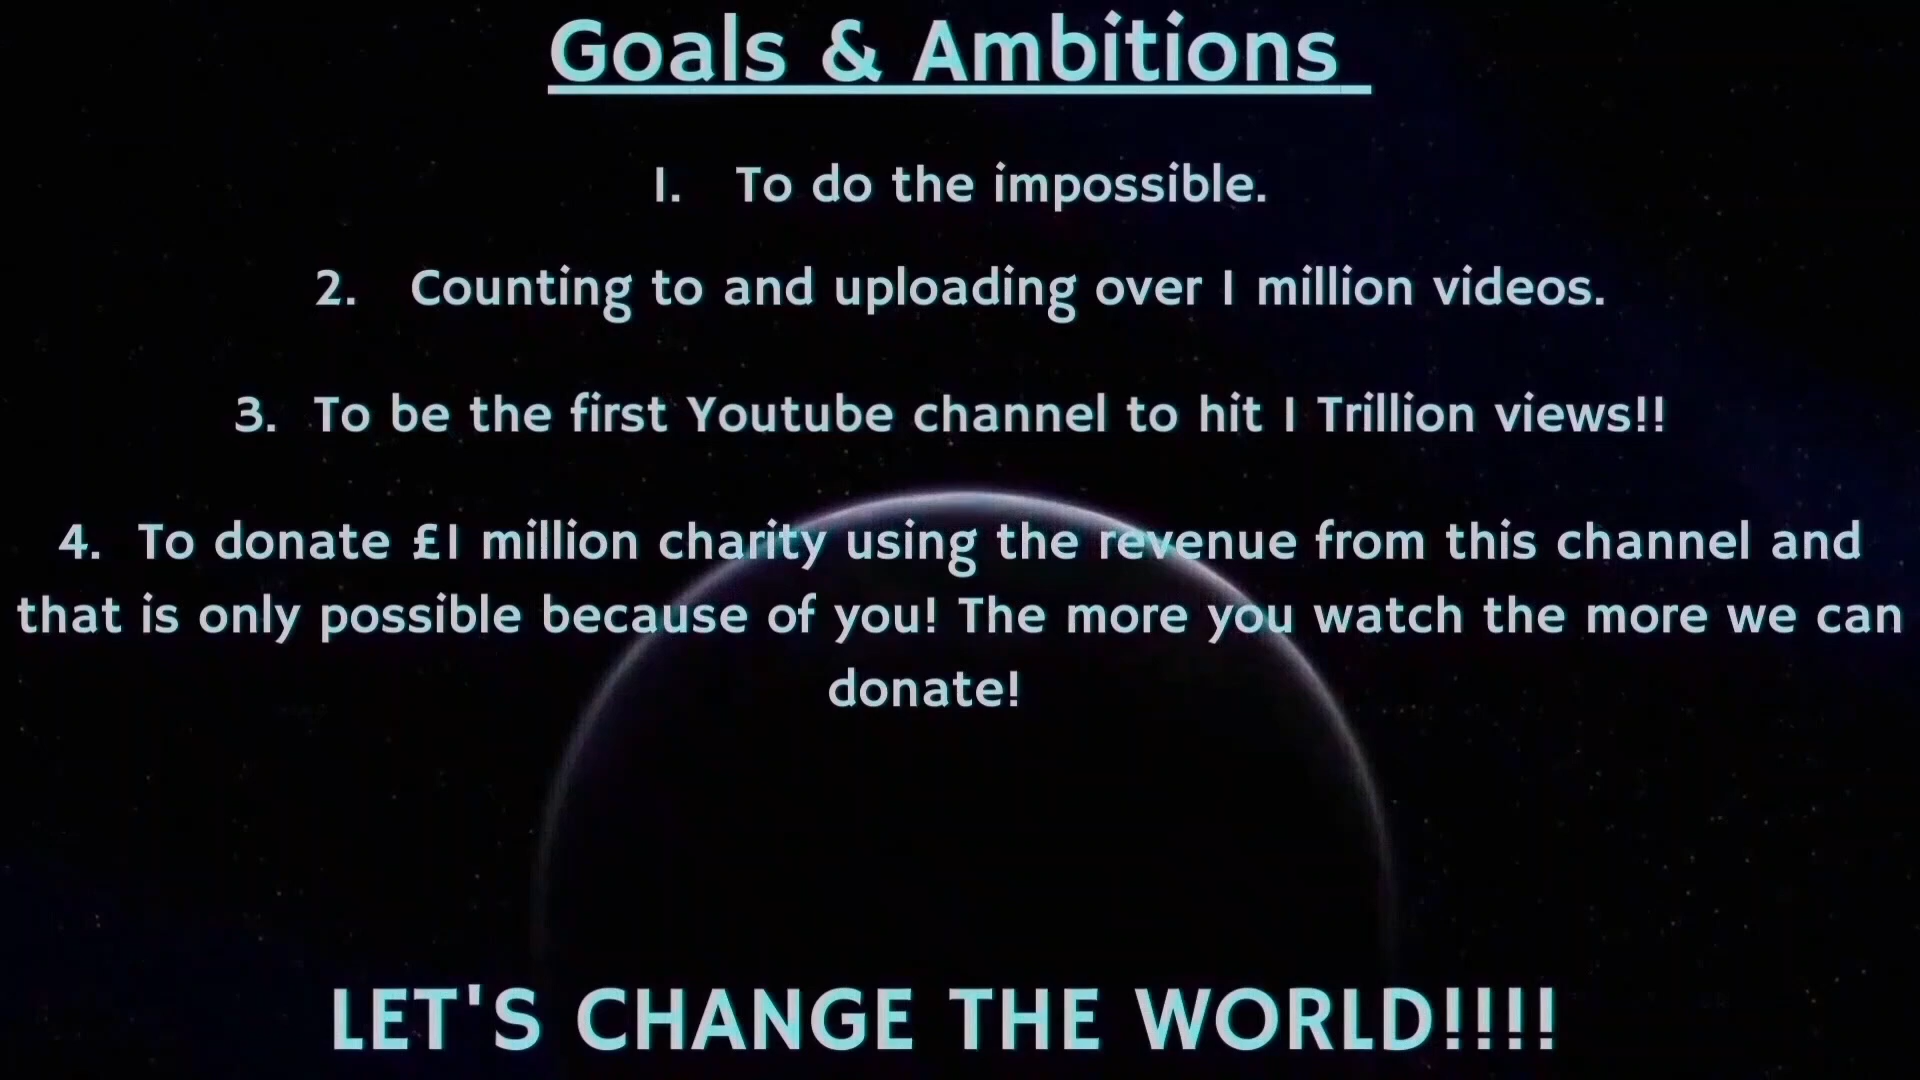 Goals & Ambitions
1. To do the impossible.
2. Counting to and uploading over 1 million videos.
3. To be the first Youtube channel to hit 1 Trillion views!!
4. To donate £1 million charity using the revenue from this channel and
that is only possible because of you! The more you watch the more we can
donate!
LET'S CHANGE THE WORLD!!!!